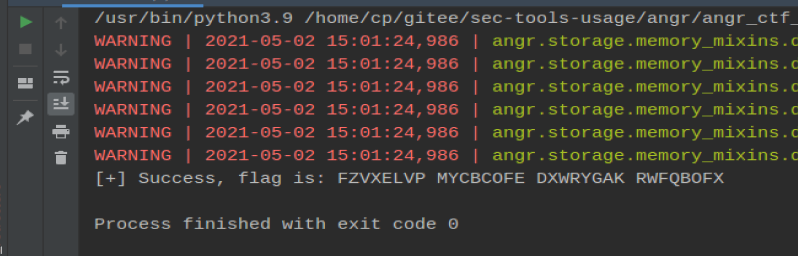 /usr/bin/python3.9 /home/cp/gitee/sec-tools-usage/angr/angr_ctf_
WARNING | 2021-05-02 15:01:24,986 | angr.storage.memory_mixins.d
WARNING | 2021-05-02 15:01:24,986 | angr.storage.memory_mixins.d
WARNING | 2021-05-02 15:01:24,986 | angr.storage.memory_mixins.d
WARNING | 2021-05-02 15:01:24,986 | angr.storage.memory_mixins.d
WARNING | 2021-05-02 15:01:24,986 | angr.storage.memory_mixins.d
WARNING | 2021-05-02 15:01:24,986 | angr.storage.memory_mixins.d
[+] Success, flag is: FZVXELVP MYCBCOFE DXWRYGAK RWFQBOFX
Process finished with exit code 0